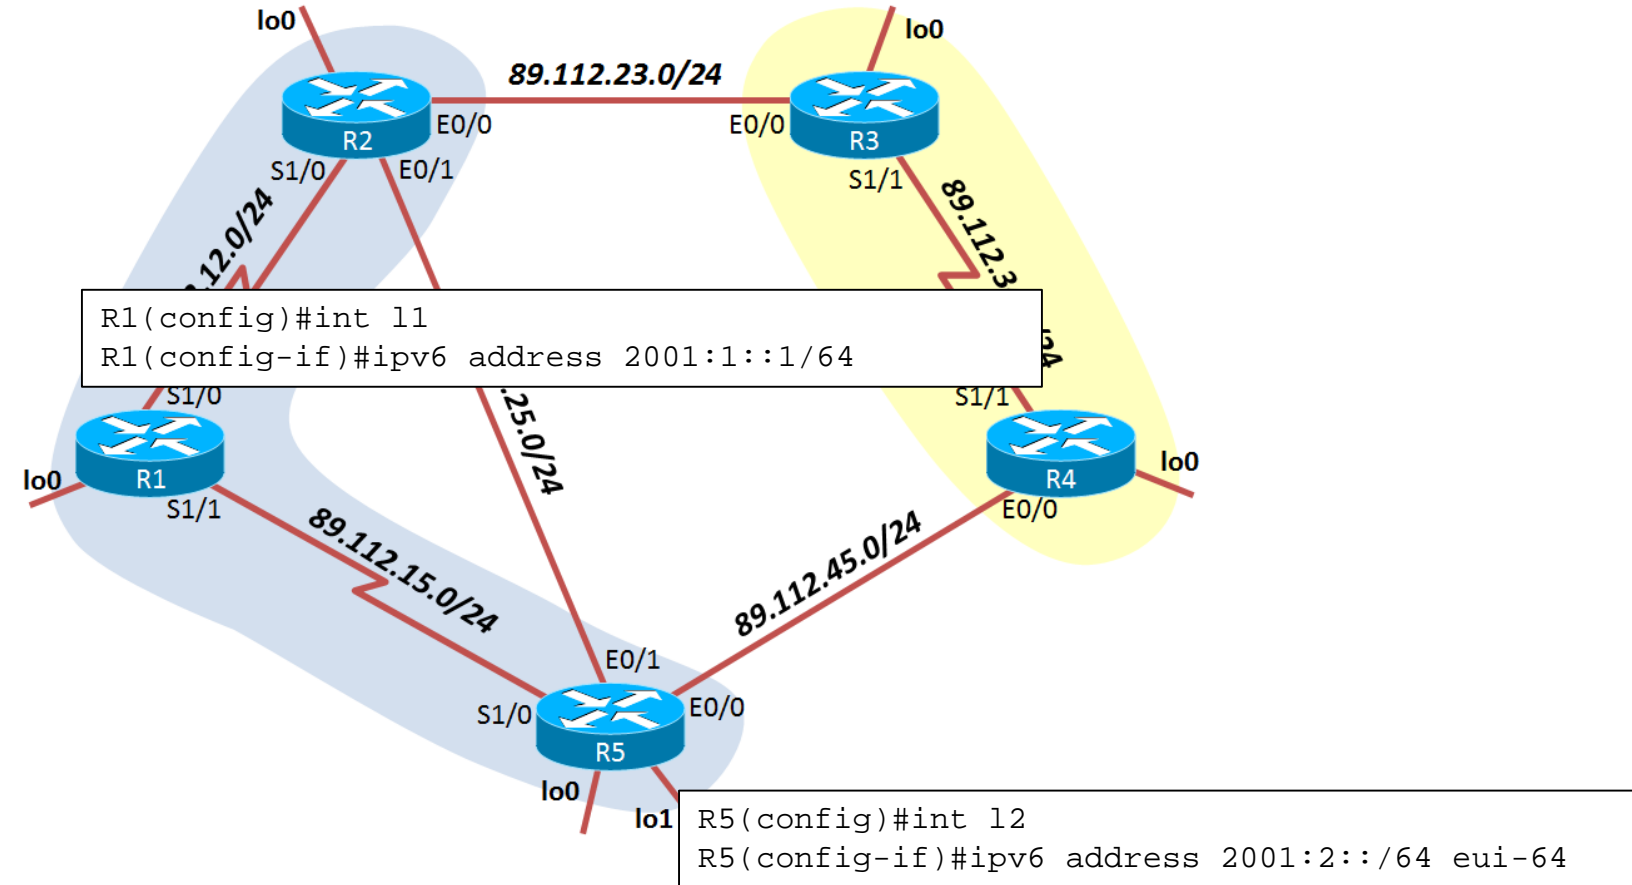 lo0
lo0
89.112.23.0/24
R2
E0/0
E0/0
R3
S1/0
E0/1
S1/1
.12.0/24
89.112.3
R1(config)#int l1
R1(config-if)#ipv6 address 2001:1::1/64
24
S1/0
S1/1
.25.0/24
lo0
R1
R4
lo0
S1/1
E0/0
89.112.15.0/24
89.112.45.0/24
E0/1
S1/0
E0/0
R5
lo0
lo1
R5(config)#int l2
R5(config-if)#ipv6 address 2001:2::/64 eui-64